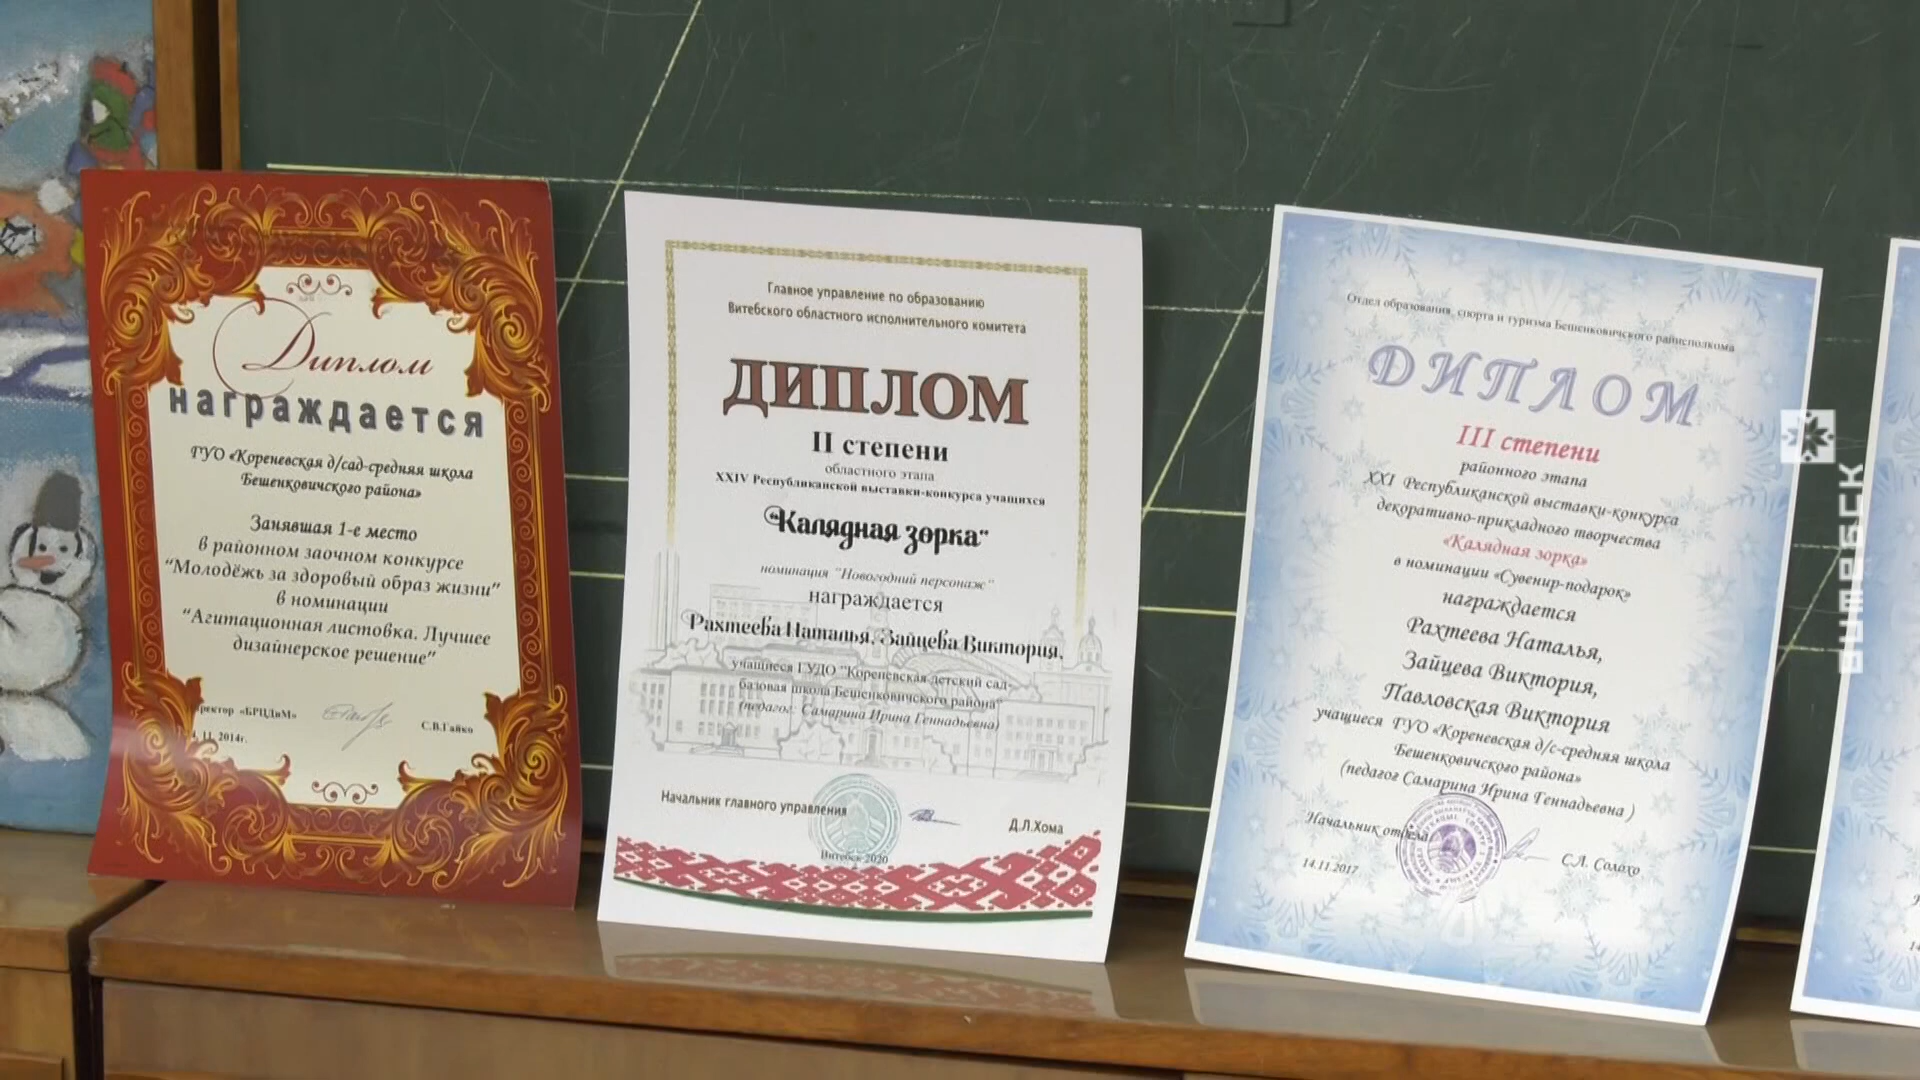 Диплом
награждается
ГУО «Кореневская д/сад-средняя школа
Бешенковичского района»
Занявшая 1-е место
в районном заочном конкурсе
“Молодёжь за здоровый образ жизни”
в номинации
“Агитационная листовка. Лучшее
дизайнерское решение”
директор «БРЦДиМ»
С.В.Гайко
11. 2014г.
Главное управление по образованию
Витебского областного исполнительного комитета
ДИПЛОМ
II степени
областного этапа
XXIV Республиканской выставки-конкурса учащихся
“Калядная зорка”
номинация "Новогодний персонаж"
награждается
Рахтеева Наталья, Зайцева Виктория,
учащиеся ГУДО "Кореневская детский сад-
базовая школа Бешенковичского района"
(педагог: Самарина Ирина Геннадьевна)
Начальник главного управления
Д.Л.Хома
Витебск-2020
Отдел образования, спорта и туризма Бешенковичского райисполкома
ДИПЛОМ
III степени
районного этапа
XXI Республиканской выставки-конкурса
декоративно-прикладного творчества
«Калядная зорка»
в номинации «Сувенир-подарок»
награждается
Рахтеева Наталья,
Зайцева Виктория,
Павловская Виктория
учащиеся ГУО «Кореневская д/с-средняя школа
Бешенковичского района»
(педагог Самарина Ирина Геннадьевна )
Начальник отдела
С.Л. Солохо
14.11.2017